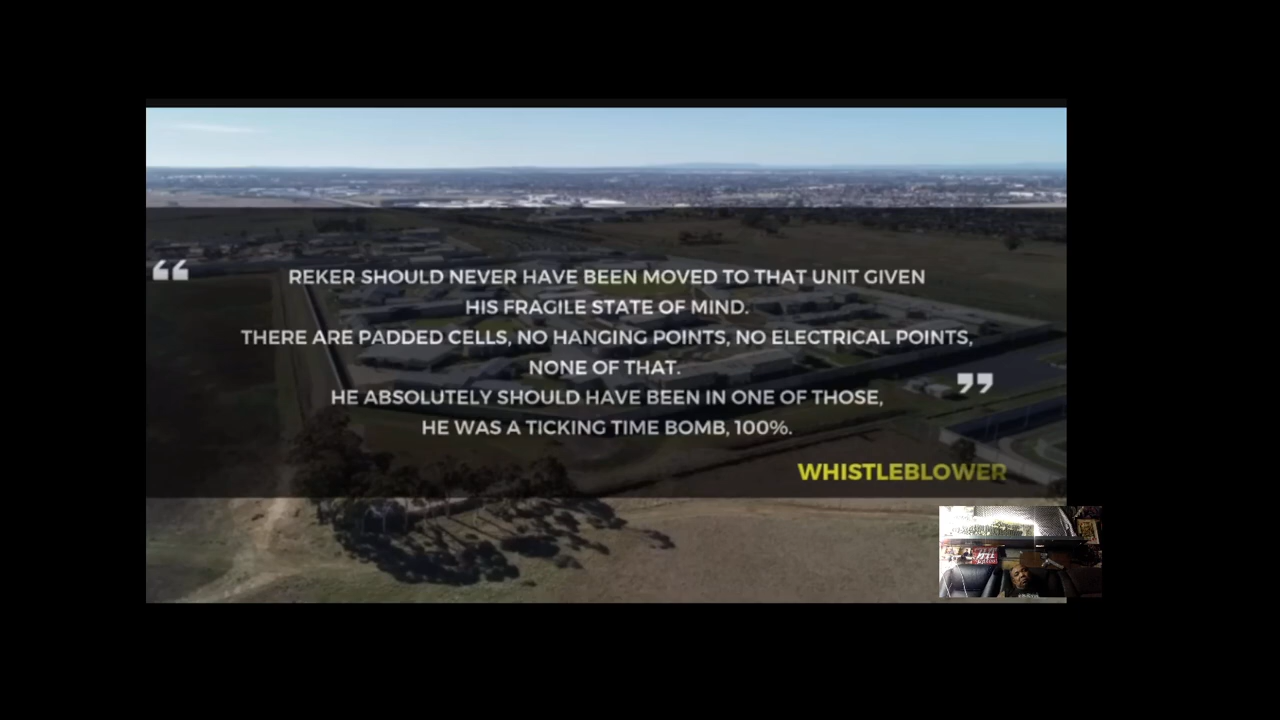 “ REKER SHOULD NEVER HAVE BEEN MOVED TO THAT UNIT GIVEN
HIS FRAGILE STATE OF MIND.
THERE ARE PADDED CELLS, NO HANGING POINTS, NO ELECTRICAL POINTS,
NONE OF THAT.
HE ABSOLUTELY SHOULD HAVE BEEN IN ONE OF THOSE, ”
HE WAS A TICKING TIME BOMB, 100%.
WHISTLEBLOWER